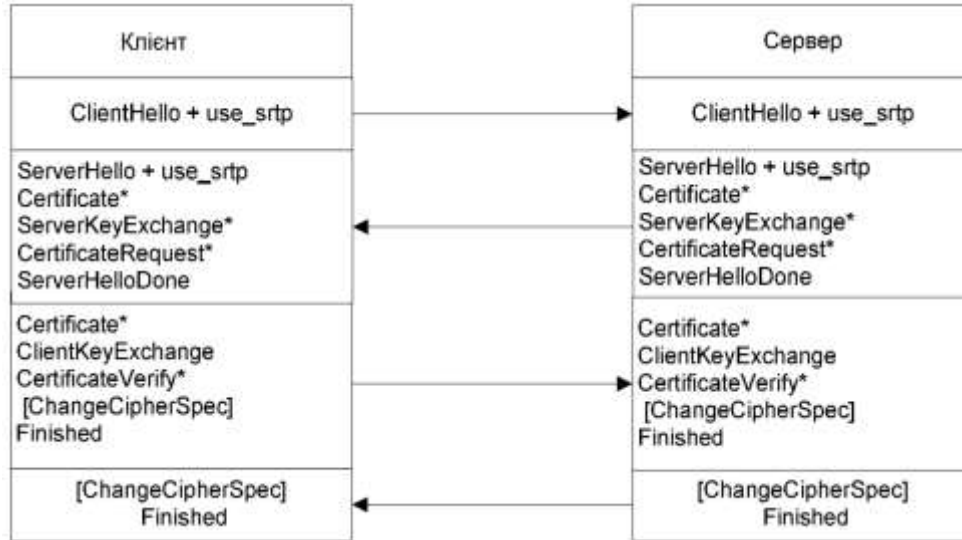 Клієнт
Сервер
ClientHello + use_srtp
ClientHello + use_srtp
ServerHello + use_srtp
Certificate*
ServerKeyExchange*
CertificateRequest*
ServerHelloDone
ServerHello + use_srtp
Certificate*
ServerKeyExchange*
CertificateRequest*
ServerHelloDone
Certificate*
ClientKeyExchange
CertificateVerify*
[ChangeCipherSpec]
Finished
Certificate*
ClientKeyExchange
CertificateVerify*
[ChangeCipherSpec]
Finished
[ChangeCipherSpec]
Finished
[ChangeCipherSpec]
Finished